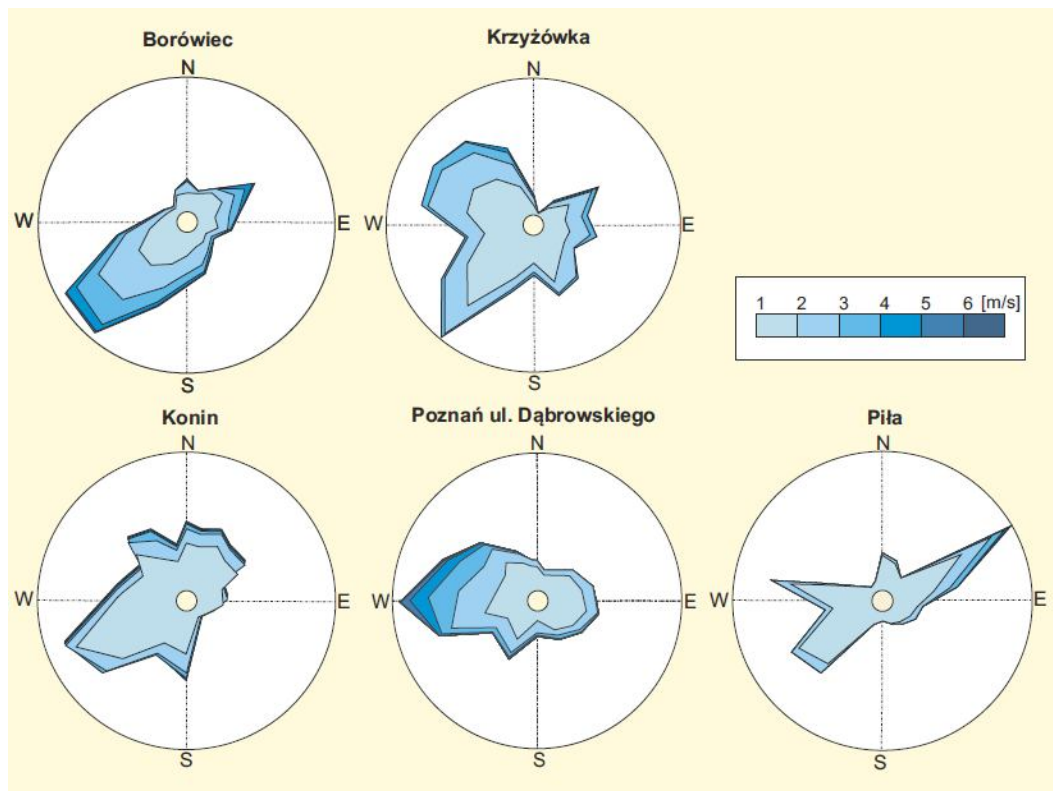 Borówiec
N
W
E
S
Krzyżówka
N
W
E
S
1 2 3 4 5 6 [m/s]
Konin
N
W
E
S
Poznań ul. Dąbrowskiego
N
W
E
S
Piła
N
W
E
S